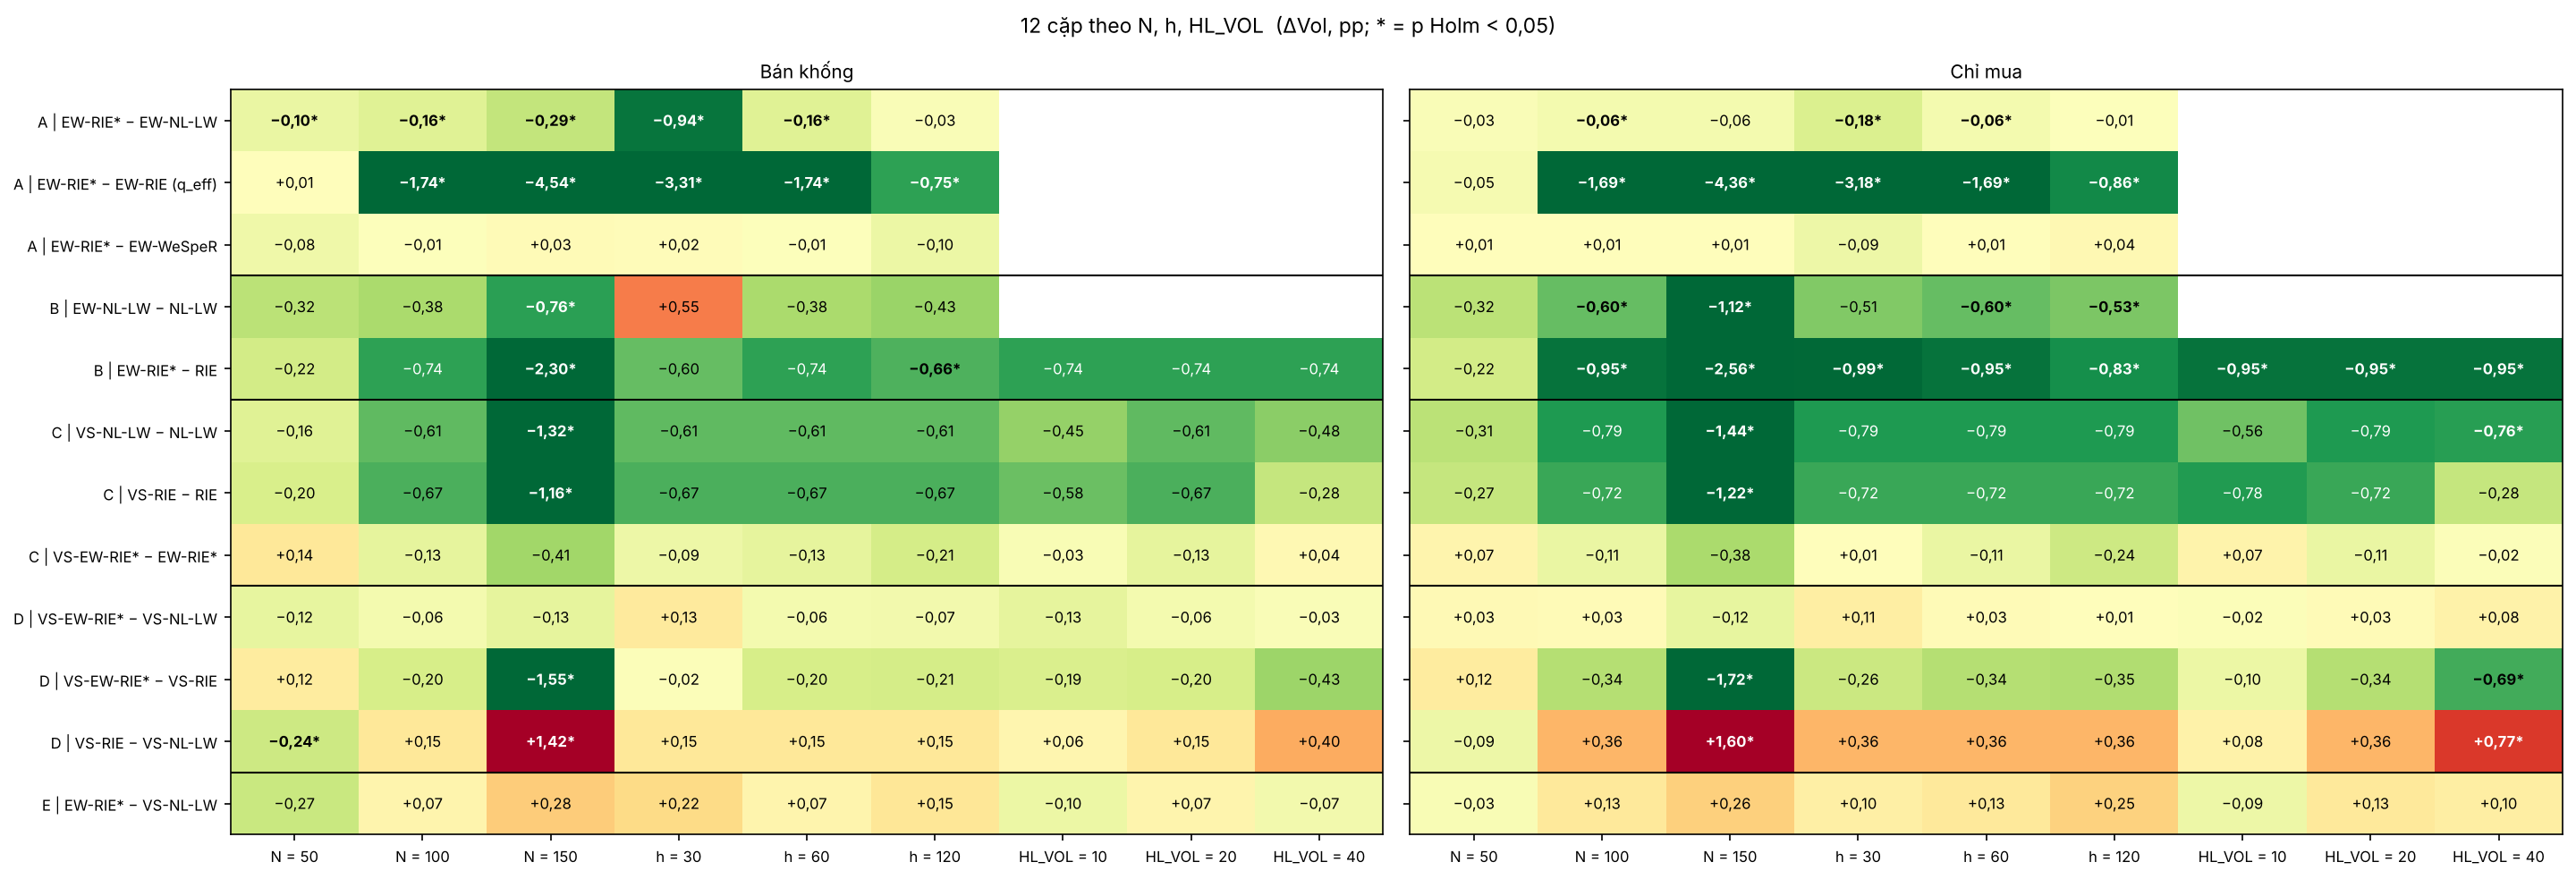 12 cặp theo N, h, HL_VOL (ΔVol, pp; * = p Holm < 0,05)
Bán khống Chỉ mua
A | EW-RIE* − EW-NL-LW −0,10* −0,16* −0,29* −0,94* −0,16* −0,03 −0,03 −0,06* −0,06 −0,18* −0,06* −0,01
A | EW-RIE* − EW-RIE (q_eff) +0,01 −1,74* −4,54* −3,31* −1,74* −0,75* −0,05 −1,69* −4,36* −3,18* −1,69* −0,86*
A | EW-RIE* − EW-WeSpeR −0,08 −0,01 +0,03 +0,02 −0,01 −0,10 +0,01 +0,01 +0,01 −0,09 +0,01 +0,04
B | EW-NL-LW − NL-LW −0,32 −0,38 −0,76* +0,55 −0,38 −0,43 −0,32 −0,60* −1,12* −0,51 −0,60* −0,53*
B | EW-RIE* − RIE −0,22 −0,74 −2,30* −0,60 −0,74 −0,66* −0,74 −0,74 −0,74 −0,22 −0,95* −2,56* −0,99* −0,95* −0,83* −0,95* −0,95* −0,95*
C | VS-NL-LW − NL-LW −0,16 −0,61 −1,32* −0,61 −0,61 −0,61 −0,45 −0,61 −0,48 −0,31 −0,79 −1,44* −0,79 −0,79 −0,79 −0,56 −0,79 −0,76*
C | VS-RIE − RIE −0,20 −0,67 −1,16* −0,67 −0,67 −0,67 −0,58 −0,67 −0,28 −0,27 −0,72 −1,22* −0,72 −0,72 −0,72 −0,78 −0,72 −0,28
C | VS-EW-RIE* − EW-RIE* +0,14 −0,13 −0,41 −0,09 −0,13 −0,21 −0,03 −0,13 +0,04 +0,07 −0,11 −0,38 +0,01 −0,11 −0,24 +0,07 −0,11 −0,02
D | VS-EW-RIE* − VS-NL-LW −0,12 −0,06 −0,13 +0,13 −0,06 −0,07 −0,13 −0,06 −0,03 +0,03 +0,03 −0,12 +0,11 +0,03 +0,01 −0,02 +0,03 +0,08
D | VS-EW-RIE* − VS-RIE +0,12 −0,20 −1,55* −0,02 −0,20 −0,21 −0,19 −0,20 −0,43 +0,12 −0,34 −1,72* −0,26 −0,34 −0,35 −0,10 −0,34 −0,69*
D | VS-RIE − VS-NL-LW −0,24* +0,15 +1,42* +0,15 +0,15 +0,15 +0,06 +0,15 +0,40 −0,09 +0,36 +1,60* +0,36 +0,36 +0,36 +0,08 +0,36 +0,77*
E | EW-RIE* − VS-NL-LW −0,27 +0,07 +0,28 +0,22 +0,07 +0,15 −0,10 +0,07 −0,07 −0,03 +0,13 +0,26 +0,10 +0,13 +0,25 −0,09 +0,13 +0,10
N = 50 N = 100 N = 150 h = 30 h = 60 h = 120 HL_VOL = 10 HL_VOL = 20 HL_VOL = 40 N = 50 N = 100 N = 150 h = 30 h = 60 h = 120 HL_VOL = 10 HL_VOL = 20 HL_VOL = 40